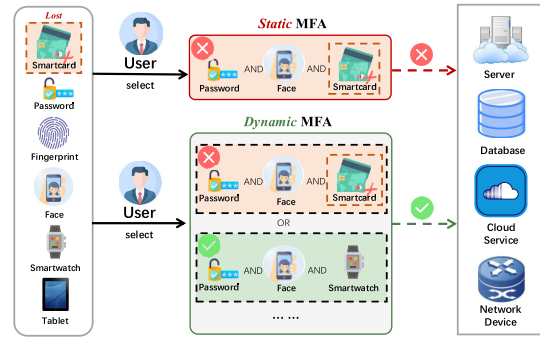 Lost
Smartcard
Password
Fingerprint
Face
Smartwatch
Tablet
User
select
User
select
Static MFA
Password AND Face AND Smartcard
Dynamic MFA
Password AND Face AND Smartcard
OR
Password AND Face AND Smartwatch
... ...
Server
Database
Cloud
Service
Network
Device